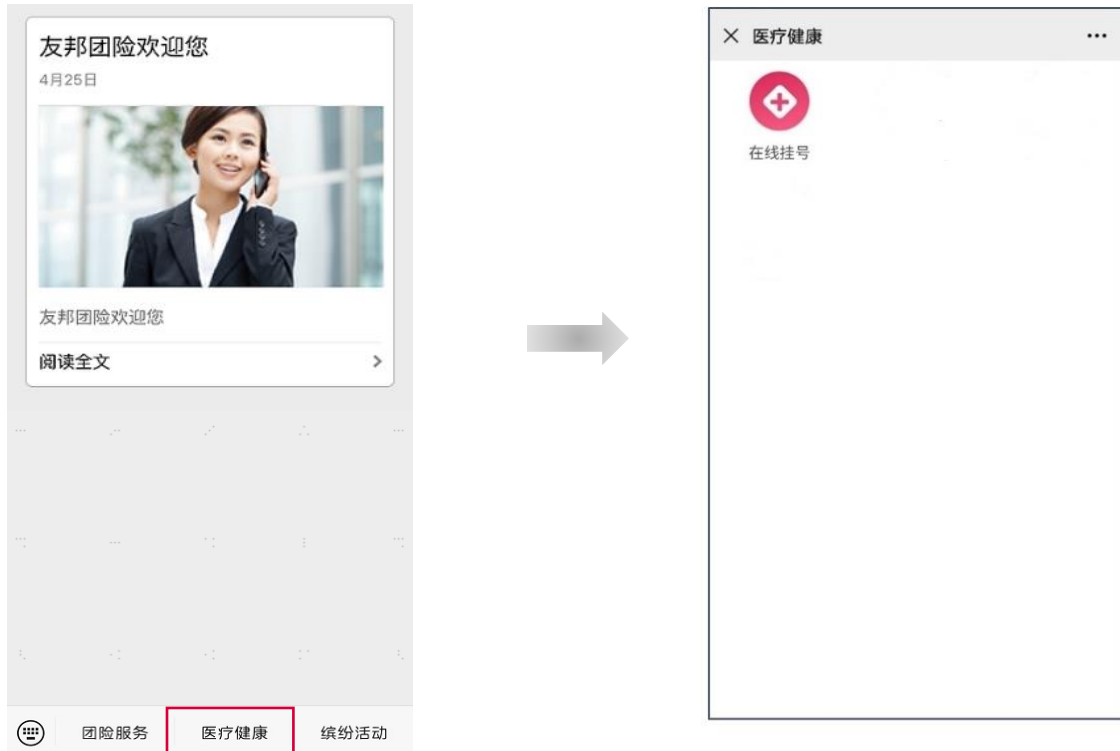 友邦团险欢迎您
4月25日
友邦团险欢迎您
阅读全文
团险服务
医疗健康
缤纷活动
医疗健康
在线挂号